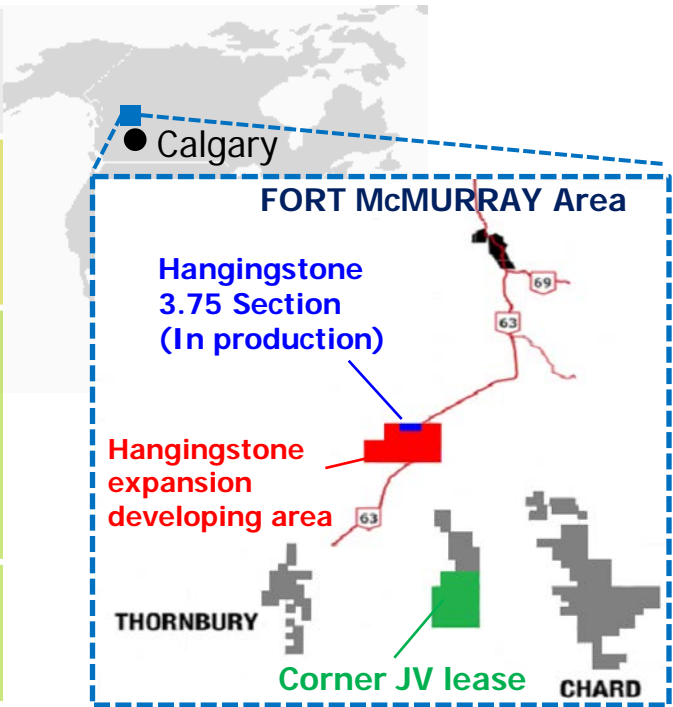 Calgary
FORT McMURRAY Area
Hangingstone
3.75 Section
(In production)
69
63
Hangingstone
expansion
developing area
63
THORNBURY
Corner JV lease
CHARD